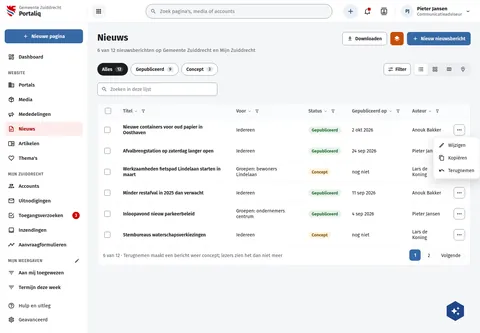 Gemeente Zuiddrecht
Portaliq
Zoek pagina's, media of accounts
PJ
Pieter Jansen
Communicatieadviseur
+ Nieuwe pagina
Dashboard
WEBSITE
Portals
Media
Mededelingen
Nieuws
Artikelen
Thema's
MIJN ZUIDDRECHT
Accounts
Uitnodigingen
Toegangsverzoeken
Inzendingen
Aanvraagformulieren
MIJN WEERGAVEN
Aan mij toegewezen
Termijn deze week
Hulp en uitleg
Geavanceerd
Nieuws
6 van 12 nieuwsberichten op Gemeente Zuiddrecht en Mijn Zuiddrecht
Downloaden
+ Nieuw nieuwsbericht
Alles 12
Gepubliceerd 9
Concept 3
Filter
Zoeken in deze lijst
Titel
Voor
Status
Gepubliceerd op
Auteur
Nieuwe containers voor oud papier in Oosthaven
Iedereen
Gepubliceerd
2 okt 2026
Anouk Bakker
Afvalbrengstation op zaterdag langer open
Iedereen
Gepubliceerd
24 sep 2026
Pieter Jansen
Werkzaamheden fietspad Lindelaan starten in maart
Groepen: bewoners Lindelaan
Concept
nog niet
Lars de Koning
Minder restafval in 2025 dan verwacht
Iedereen
Gepubliceerd
11 sep 2026
Anouk Bakker
Inloopavond nieuw parkeerbeleid
Groepen: ondernemers centrum
Gepubliceerd
4 sep 2026
Pieter Jansen
Stembureaus waterschapsverkiezingen
Iedereen
Concept
nog niet
Lars de Koning
Wijzigen
Kopiëren
Terugnemen
6 van 12 · Terugnemen maakt een bericht weer concept; lezers zien het dan niet meer
1
2
Volgende